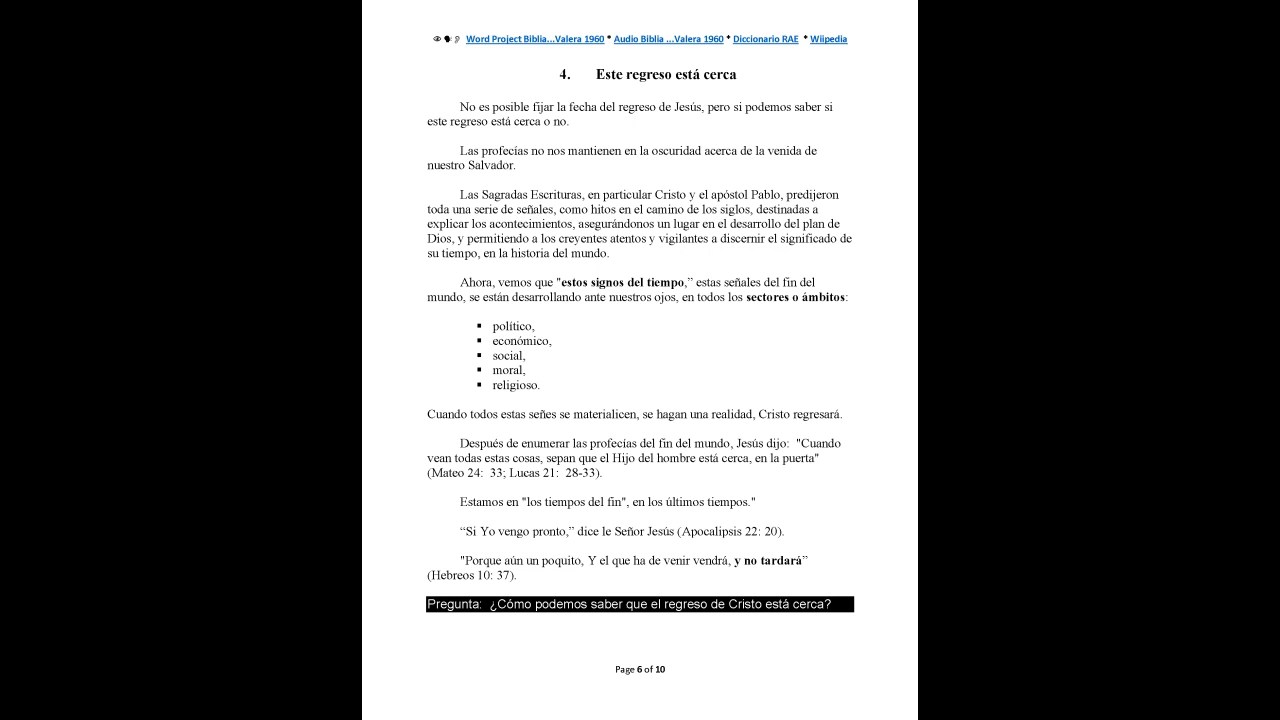 Word Project Biblia...Valera 1960 * Audio Biblia ...Valera 1960 * Diccionario RAE * Wiipedia
4. Este regreso está cerca
No es posible fijar la fecha del regreso de Jesús, pero si podemos saber si
este regreso está cerca o no.
Las profecías no nos mantienen en la oscuridad acerca de la venida de
nuestro Salvador.
Las Sagradas Escrituras, en particular Cristo y el apóstol Pablo, predijeron
toda una serie de señales, como hitos en el camino de los siglos, destinadas a
explicar los acontecimientos, asegurándonos un lugar en el desarrollo del plan de
Dios, y permitiendo a los creyentes atentos y vigilantes a discernir el significado de
su tiempo, en la historia del mundo.
Ahora, vemos que "estos signos del tiempo,” estas señales del fin del
mundo, se están desarrollando ante nuestros ojos, en todos los sectores o ámbitos:
▪ político,
▪ económico,
▪ social,
▪ moral,
▪ religioso.
Cuando todos estas señes se materialicen, se hagan una realidad, Cristo regresará.
Después de enumerar las profecías del fin del mundo, Jesús dijo: "Cuando
vean todas estas cosas, sepan que el Hijo del hombre está cerca, en la puerta"
(Mateo 24: 33; Lucas 21: 28-33).
Estamos en "los tiempos del fin", en los últimos tiempos."
“Si Yo vengo pronto,” dice le Señor Jesús (Apocalipsis 22: 20).
"Porque aún un poquito, Y el que ha de venir vendrá, y no tardará”
(Hebreos 10: 37).
Pregunta: ¿Cómo podemos saber que el regreso de Cristo está cerca?
Page 6 of 10